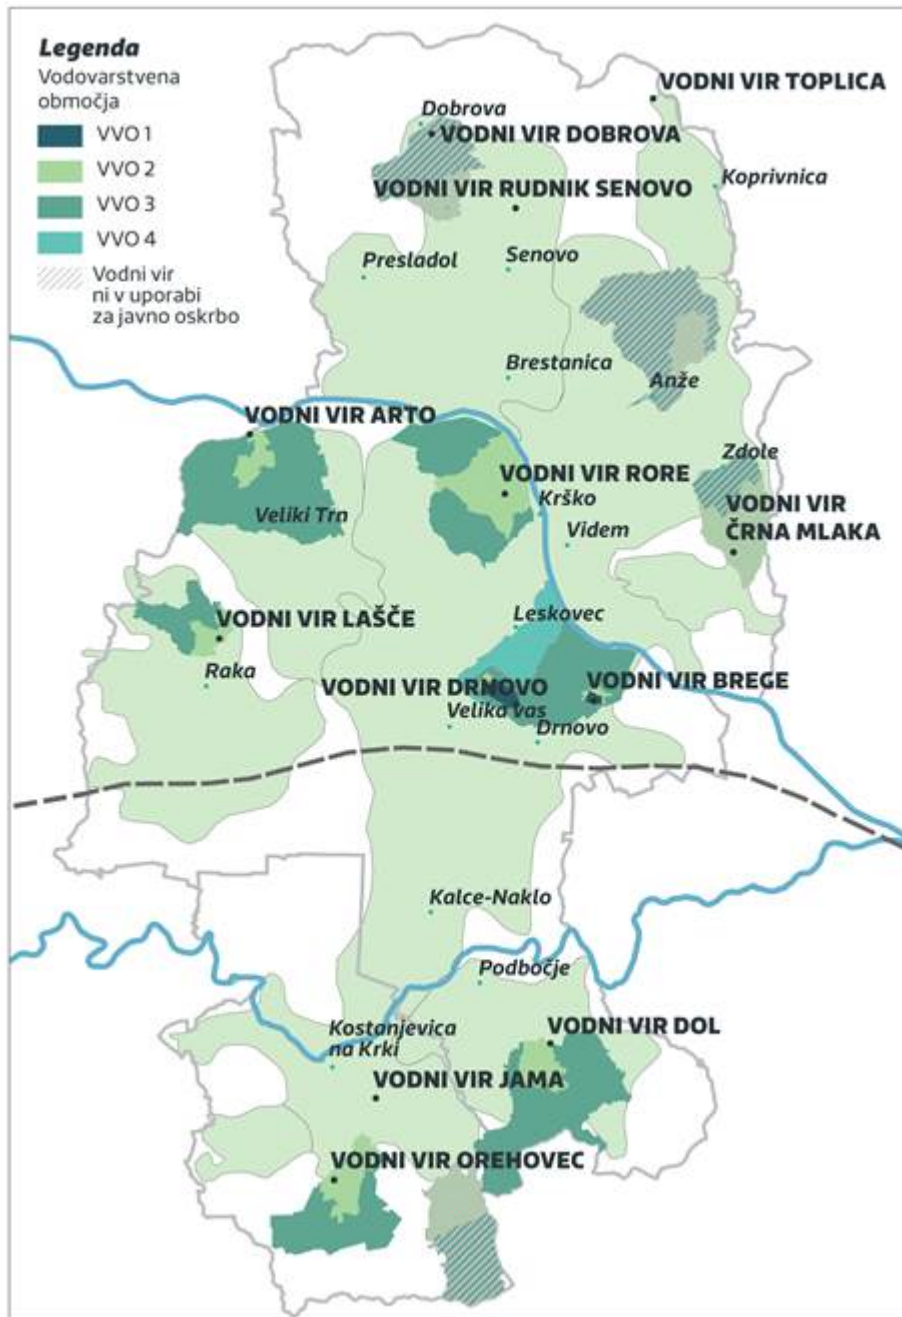 Legenda
Vodovarstvena
območja
VVO 1
VVO 2
VVO 3
VVO 4
Vodni vir
ni v uporabi
za javno oskrbo
VODNI VIR TOPLICA
Dobrova
VODNI VIR DOBROVA
Koprivnica
VODNI VIR RUDNIK SENOVO
Presladol
Senovo
Brestanica
Anže
VODNI VIR ARTO
Zdole
VODNI VIR RORE
Krško
VODNI VIR
ČRNA MLAKA
Veliki Trn
Videm
Leskovec
VODNI VIR LAŠČE
Raka
VODNI VIR DRNOVO
VODNI VIR BREGE
Velika vas
Drnovo
Kalce-Naklo
Podbočje
Kostanjevica
na Krki
VODNI VIR DOL
VODNI VIR JAMA
VODNI VIR OREHOVEC